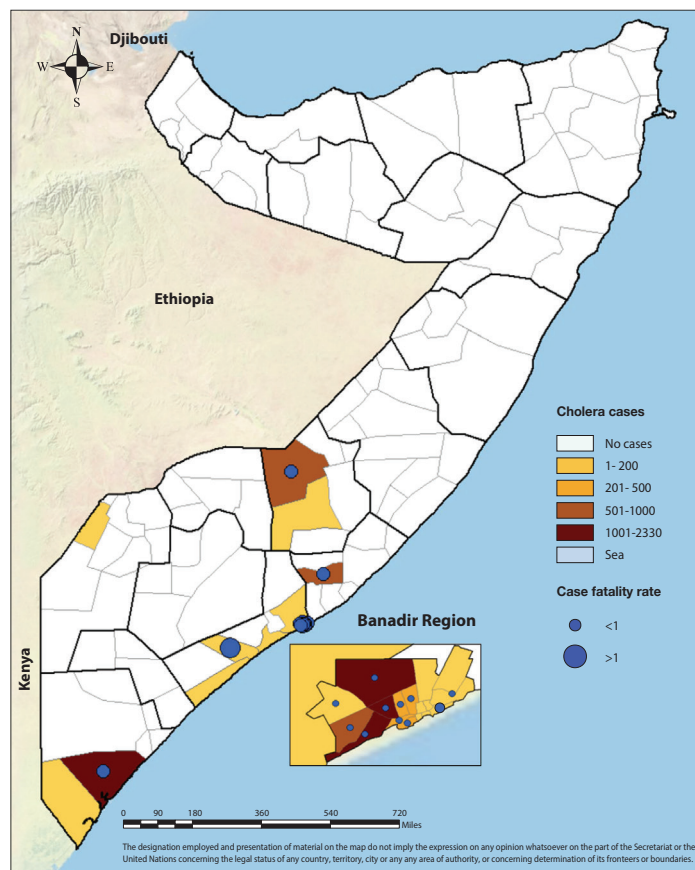 Djibouti
N
W
E
S
Ethiopia
Kenya
Cholera cases
No cases
1- 200
201- 500
501-1000
1001-2330
Sea
Case fatality rate
<1
>1
Banadir Region
0 90 180 360 540 720
Miles
The designation employed and presentation of material on the map do not imply the expression on any opinion whatsoever on the part of the Secretariat or the
United Nations concerning the legal status of any country, territory, city or any any area of authority, or concerning determination of its fronteers or boundaries.